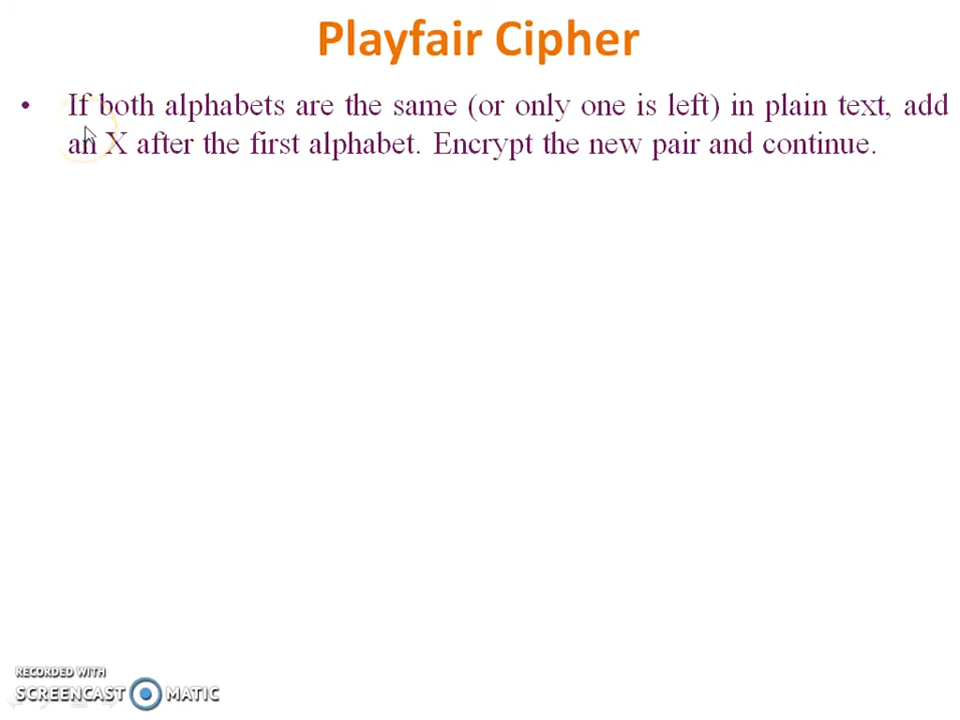 Playfair Cipher
• If both alphabets are the same (or only one is left) in plain text, add
an X after the first alphabet. Encrypt the new pair and continue.
RECORDED WITH
SCREENCAST MATIC